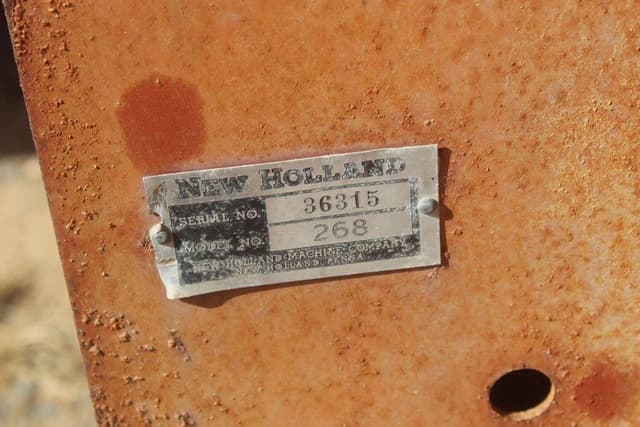 NEW HOLLAND
SERIAL NO. 36315
MODEL NO. 268
NEW HOLLAND MACHINE COMPANY
NEW HOLLAND, PENNA.